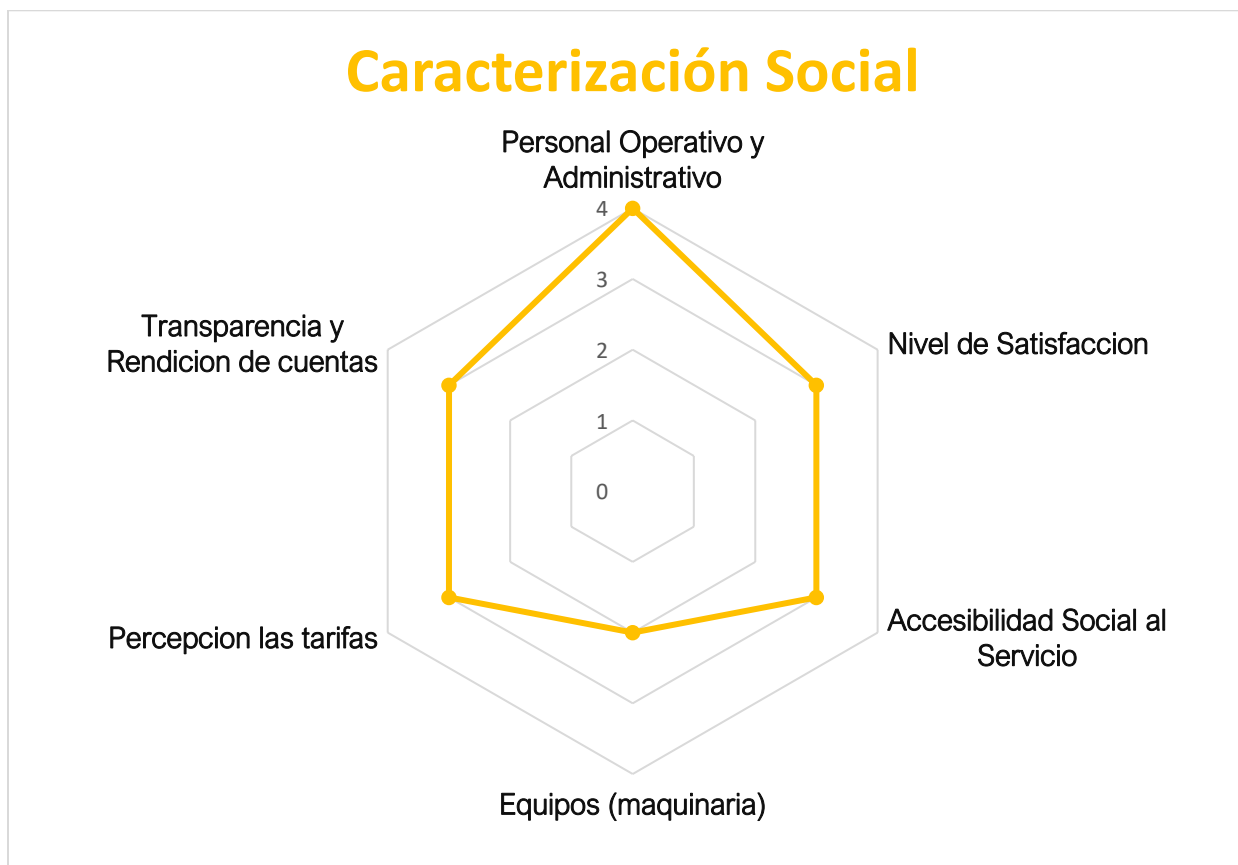 Caracterización Social
Personal Operativo y
Administrativo
4
3
2
1
0
Nivel de Satisfaccion
Accesibilidad Social al
Servicio
Equipos (maquinaria)
Percepcion las tarifas
Transparencia y
Rendicion de cuentas